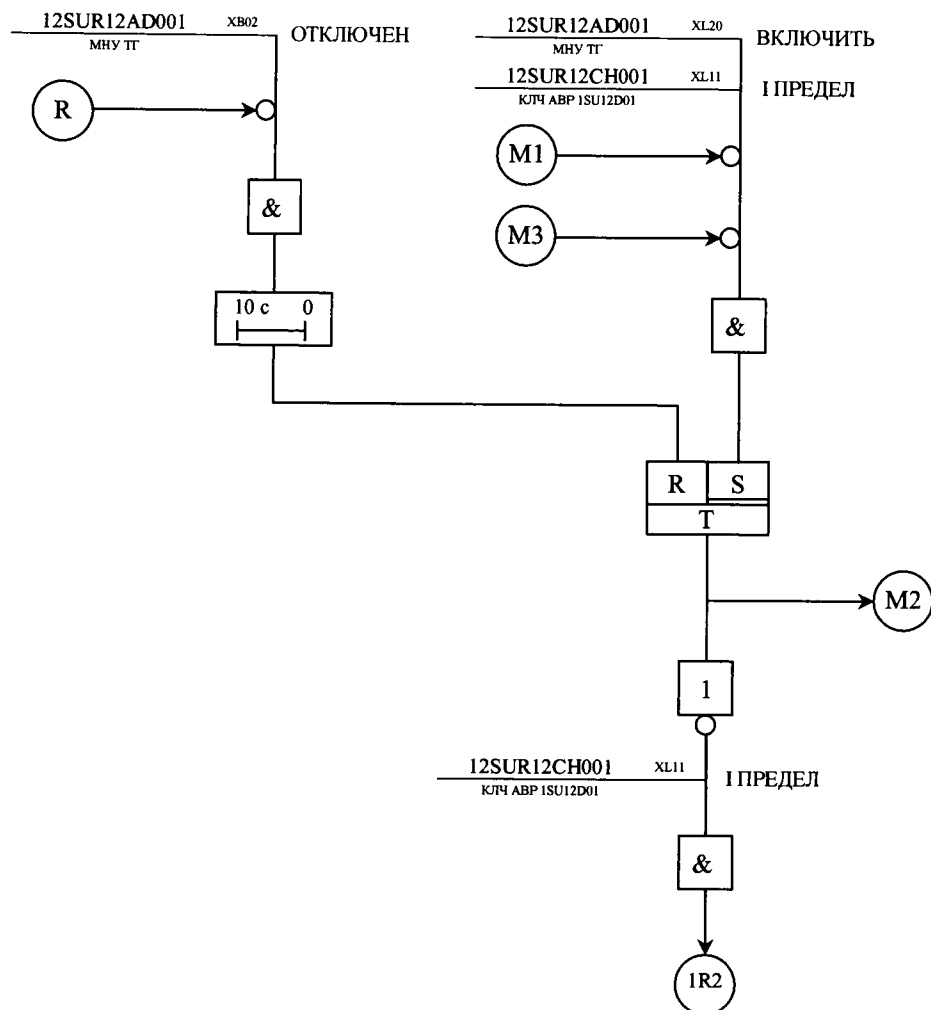 12SUR12AD001 XB02 ОТКЛЮЧЕН
МНУ ТГ
R
&
10 с 0
12SUR12AD001 XL20 ВКЛЮЧИТЬ
МНУ ТГ
12SUR12CH001 XL11 I ПРЕДЕЛ
КЛЧ АВР 1SU12D01
M1
M3
&
R S
T
M2
1
12SUR12CH001 XL11 I ПРЕДЕЛ
КЛЧ АВР 1SU12D01
&
1R2